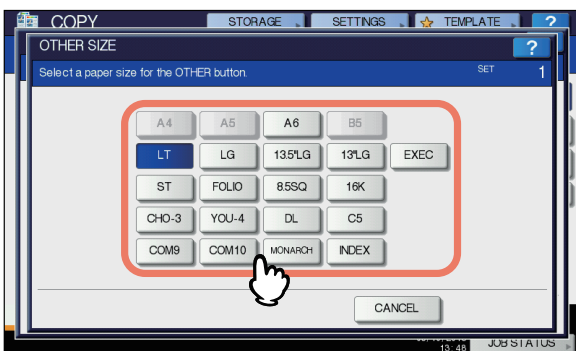 COPY STORAGE SETTINGS TEMPLATE ?
OTHER SIZE ?
Select a paper size for the OTHER button. SET 1
A4 A5 A6 B5
LT LG 13.5"LG 13"LG EXEC
ST FOLIO 8.5SQ 16K
CHO-3 YOU-4 DL C5
COM9 COM10 MONARCH INDEX
CANCEL
13:48 JOB STATUS